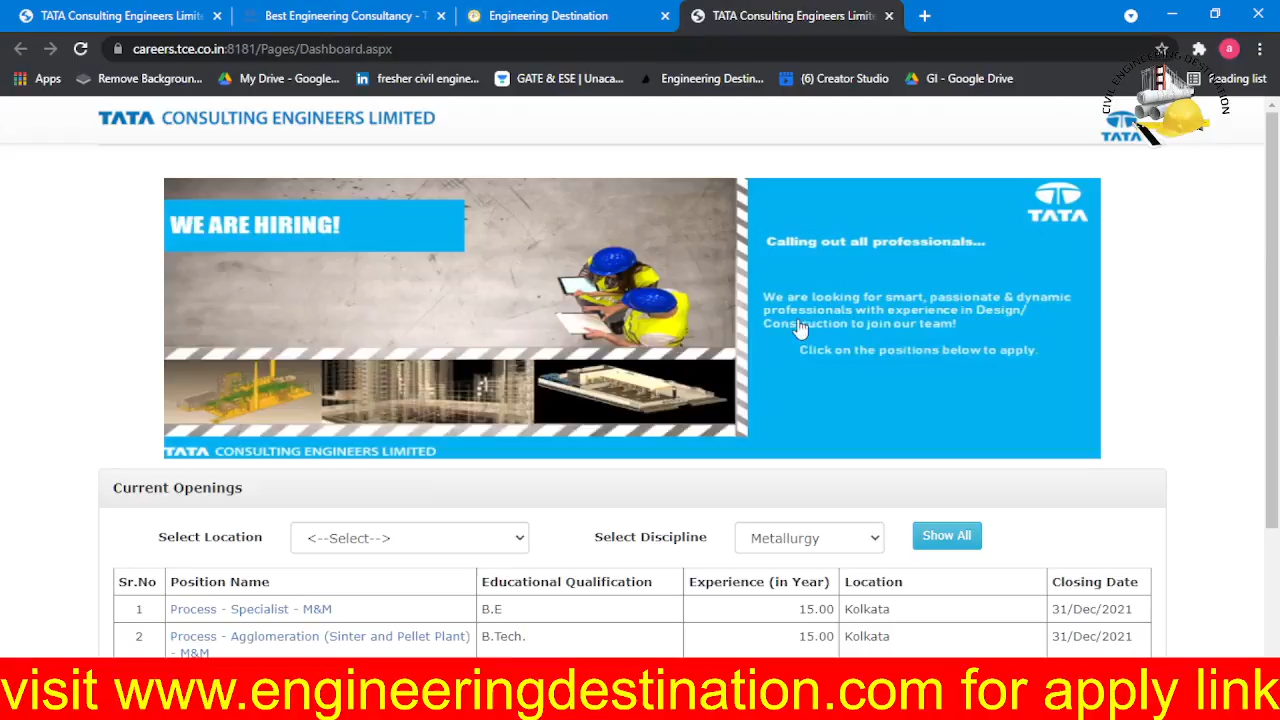 TATA Consulting Engineers Limite
Best Engineering Consultancy - T
Engineering Destination
TATA Consulting Engineers Limite
careers.tce.co.in:8181/Pages/Dashboard.aspx
a
Apps
Remove Backgroun...
My Drive - Google...
fresher civil engine...
GATE & ESE | Unaca...
Engineering Destin...
(6) Creator Studio
GI - Google Drive
Reading list
CIVIL ENGINEERING DESTINATION
TATA CONSULTING ENGINEERS LIMITED
TATA
WE ARE HIRING!
TATA
Calling out all professionals...
We are looking for smart, passionate & dynamic
professionals with experience in Design/
Construction to join our team!
Click on the positions below to apply.
TATA CONSULTING ENGINEERS LIMITED
Current Openings
Select Location
<--Select-->
Select Discipline
Metallurgy
Show All
Sr.No Position Name Educational Qualification Experience (in Year) Location Closing Date
1 Process - Specialist - M&M B.E 15.00 Kolkata 31/Dec/2021
2 Process - Agglomeration (Sinter and Pellet Plant) B.Tech. 15.00 Kolkata 31/Dec/2021
- M&M
visit www.engineeringdestination.com for apply link